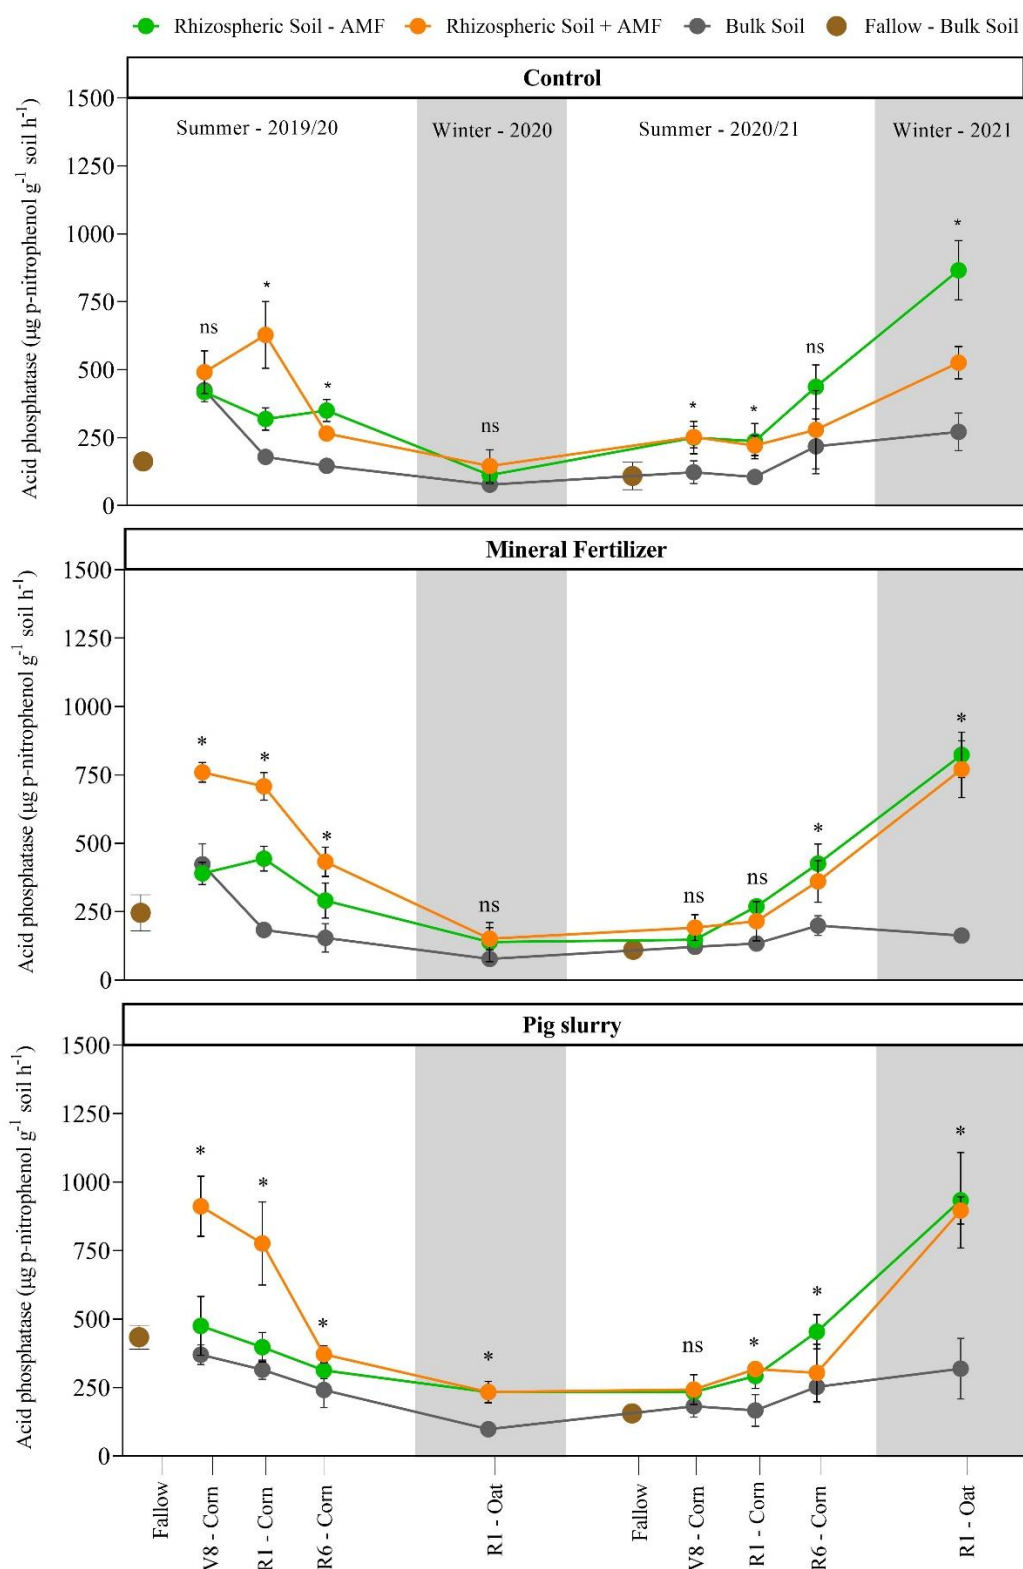 Rhizospheric Soil - AMF Rhizospheric Soil + AMF Bulk Soil Fallow - Bulk Soil
Control
Acid phosphatase (µg p-nitrophenol g⁻¹ soil h⁻¹)
1500
1250
1000
750
500
250
0
Summer - 2019/20 Winter - 2020 Summer - 2020/21 Winter - 2021
ns * * ns * * ns *
Mineral Fertilizer
Acid phosphatase (µg p-nitrophenol g⁻¹ soil h⁻¹)
1500
1250
1000
750
500
250
0
* * * ns ns ns * *
Pig slurry
Acid phosphatase (µg p-nitrophenol g⁻¹ soil h⁻¹)
1500
1250
1000
750
500
250
0
* * * * ns * * *
Fallow
V8 - Corn
R1 - Corn
R6 - Corn
R1 - Oat
Fallow
V8 - Corn
R1 - Corn
R6 - Corn
R1 - Oat